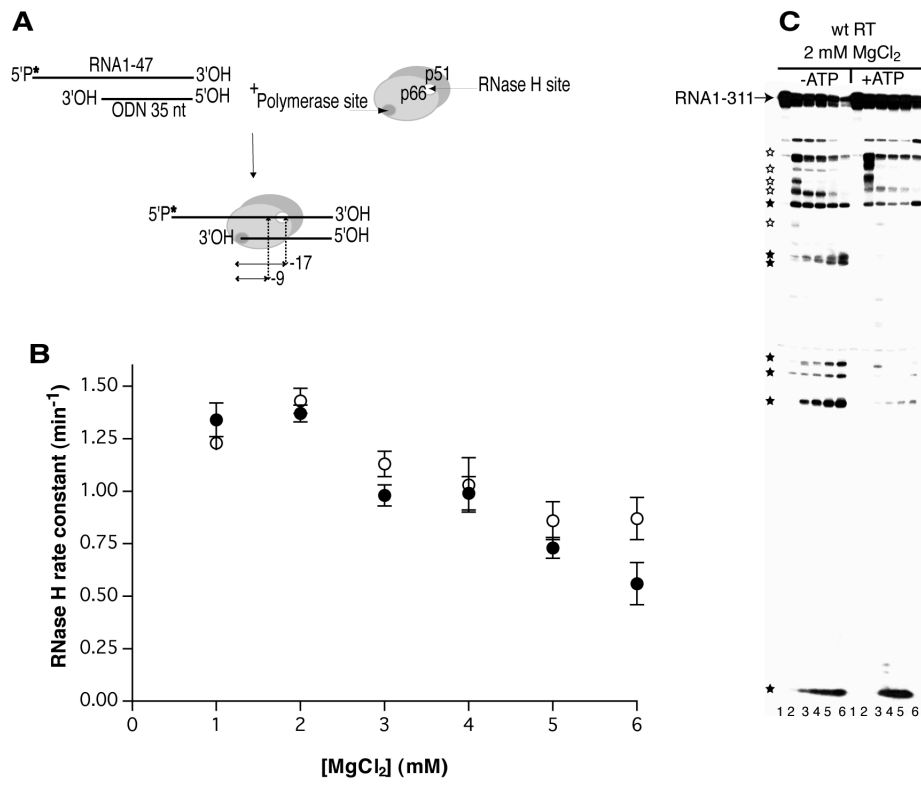 A
RNA1-47
5'P* 3'OH
3'OH 5'OH
ODN 35 nt
+
Polymerase site
p51
p66
RNase H site
5'P* 3'OH
3'OH 5'OH
-17
-9
B
RNase H rate constant (min-1)
1.50
1.25
1.00
0.75
0.50
0.25
0.00
0 1 2 3 4 5 6
[MgCl2] (mM)
C
wt RT
2 mM MgCl2
-ATP +ATP
RNA1-311
1 2 3 4 5 6 1 2 3 4 5 6